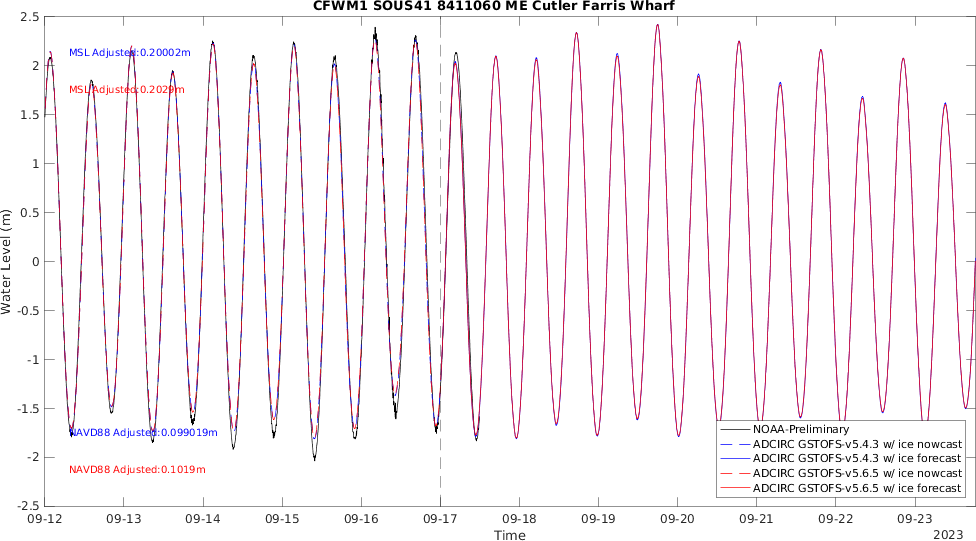 CFWM1 SOUS41 8411060 ME Cutler Farris Wharf
2.5
2
1.5
1
0.5
0
-0.5
-1
-1.5
-2
-2.5
Water Level (m)
MSL Adjusted:0.20002m
MSL Adjusted:0.2029m
NAVD88 Adjusted:0.099019m
NAVD88 Adjusted:0.1019m
NOAA-Preliminary
ADCIRC GSTOFS-v5.4.3 w/ ice nowcast
ADCIRC GSTOFS-v5.4.3 w/ ice forecast
ADCIRC GSTOFS-v5.6.5 w/ ice nowcast
ADCIRC GSTOFS-v5.6.5 w/ ice forecast
09-12 09-13 09-14 09-15 09-16 09-17 09-18 09-19 09-20 09-21 09-22 09-23
Time
2023